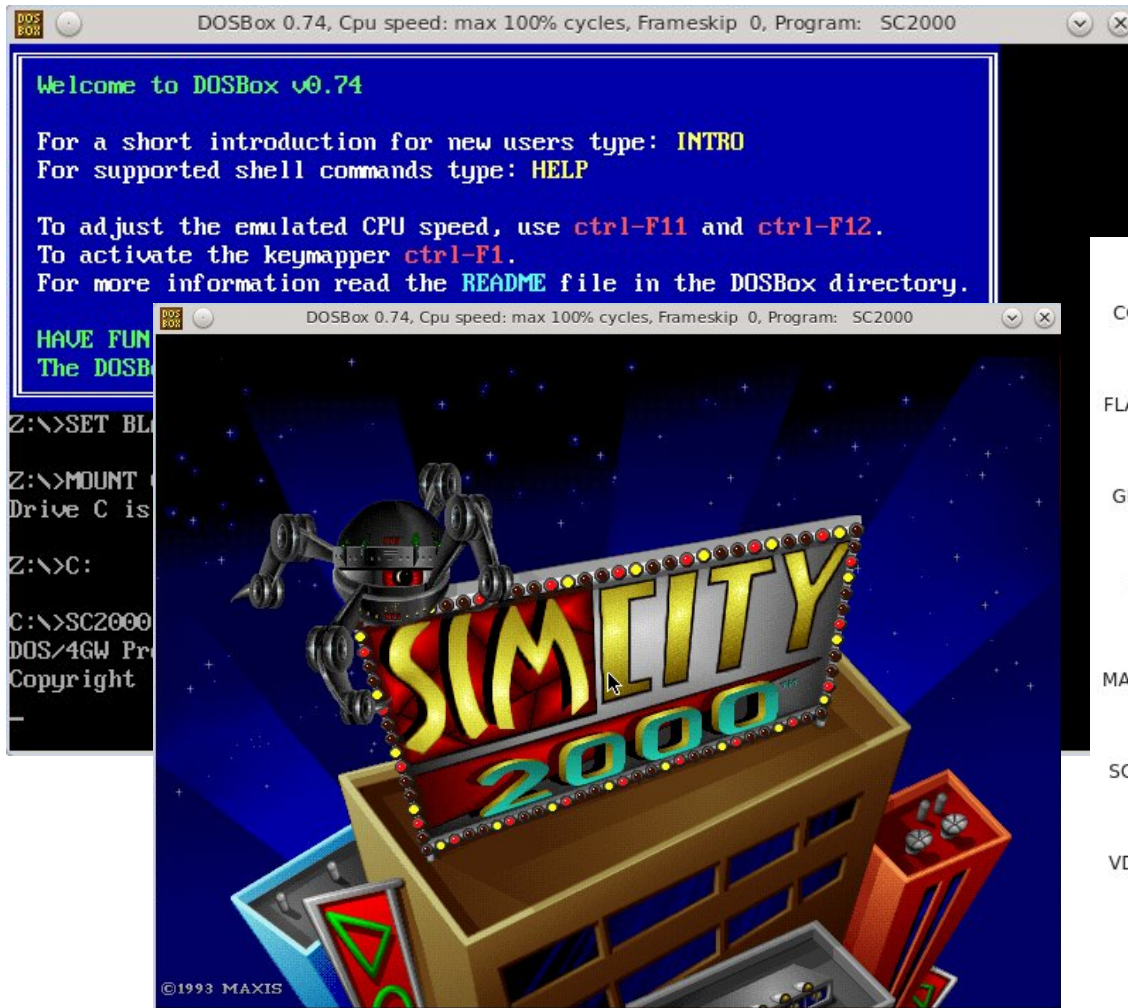 DOSBox 0.74, Cpu speed: max 100% cycles, Frameskip 0, Program: SC2000
Welcome to DOSBox v0.74
For a short introduction for new users type: INTRO
For supported shell commands type: HELP
To adjust the emulated CPU speed, use ctrl-F11 and ctrl-F12.
To activate the keymapper ctrl-F1.
For more information read the README file in the DOSBox directory.
HAVE FUN
The DOSB
Z:\>SET BL
Z:\>MOUNT
Drive C is
Z:\>C:
C:\>SC2000
DOS/4GW Pr
Copyright
DOSBox 0.74, Cpu speed: max 100% cycles, Frameskip 0, Program: SC2000
SIMCITY
2000
TM
©1993 MAXIS
FLA
MA